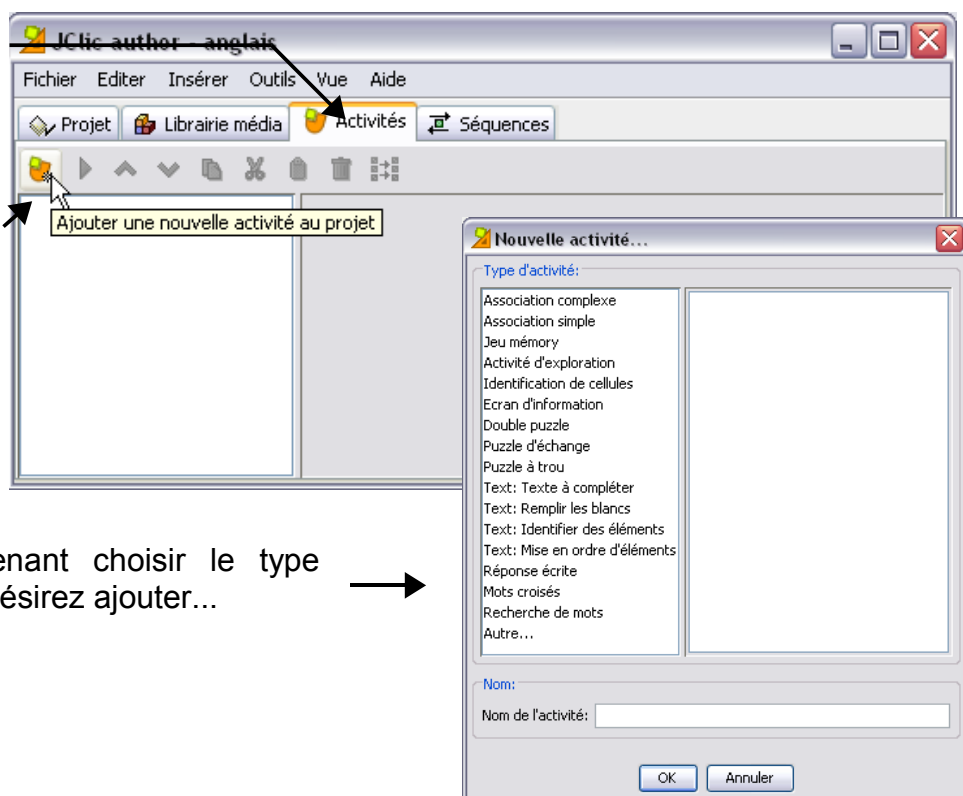 JClic author - anglais
Fichier Editer Insérer Outils Vue Aide
Projet Librairie média Activités Séquences
Ajouter une nouvelle activité au projet
Nouvelle activité...
Type d'activité:
Association complexe
Association simple
Jeu mémory
Activité d'exploration
Identification de cellules
Ecran d'information
Double puzzle
Puzzle d'échange
Puzzle à trou
Text: Texte à compléter
Text: Remplir les blancs
Text: Identifier des éléments
Text: Mise en ordre d'éléments
Réponse écrite
Mots croisés
Recherche de mots
Autre...
Nom:
Nom de l'activité:
OK Annuler
enant choisir le type
ésirez ajouter...